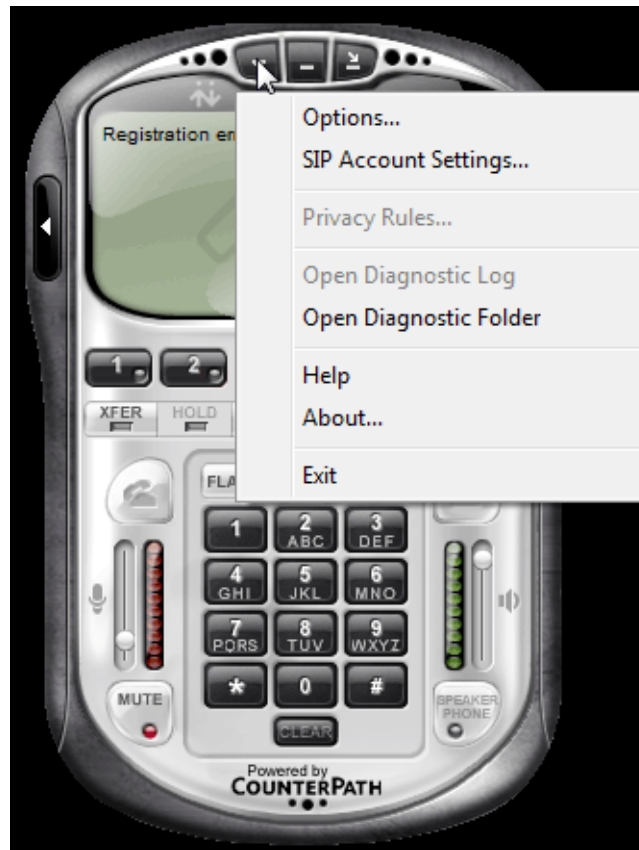 Registration err
Options...
SIP Account Settings...
Privacy Rules...
Open Diagnostic Log
Open Diagnostic Folder
Help
About...
Exit
1 2
XFER HOLD
FLA
1 2 3
ABC DEF
4 5 6
GHI JKL MNO
7 8 9
PQRS TUV WXYZ
* 0 #
MUTE
SPEAKER
PHONE
CLEAR
Powered by
COUNTERPATH